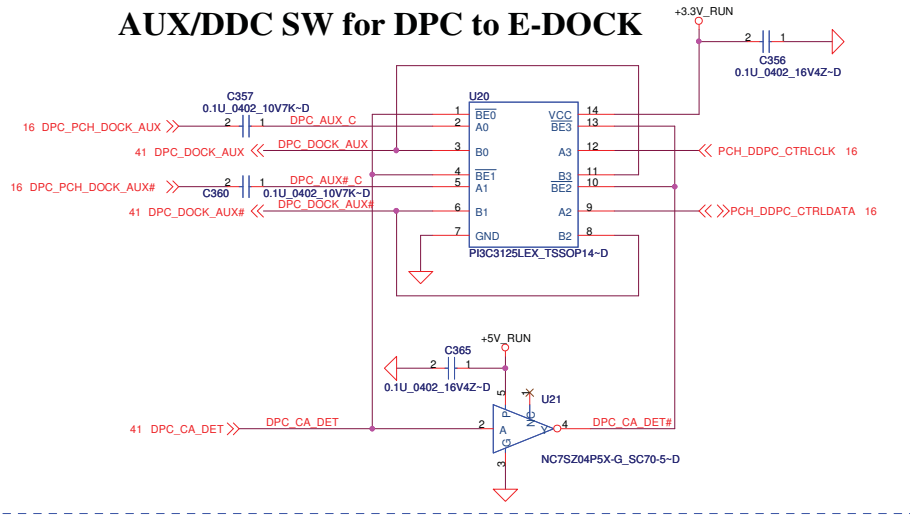 AUX/DDC SW for DPC to E-DOCK
+3.3V_RUN
2 1
C356
0.1U_0402_16V4Z~D
C357
0.1U_0402_10V7K~D
U20
16 DPC_PCH_DOCK_AUX 2 1 DPC_AUX_C
1 BE0 VCC 14
2 A0 BE3 13
41 DPC_DOCK_AUX DPC_DOCK_AUX 3 B0 A3 12 PCH_DDPC_CTRLCLK 16
4 BE1 B3 11
16 DPC_PCH_DOCK_AUX# 2 1 DPC_AUX#_C 5 A1 BE2 10
C360 0.1U_0402_10V7K~D
41 DPC_DOCK_AUX# DPC_DOCK_AUX# 6 B1 A2 9 PCH_DDPC_CTRLDATA 16
7 GND B2 8
PI3C3125LEX_TSSOP14~D
+5V_RUN
C365
2 1
0.1U_0402_16V4Z~D
5 1 U21
P NC
41 DPC_CA_DET DPC_CA_DET 2 A Y 4 DPC_CA_DET#
G
3
NC7SZ04P5X-G_SC70-5~D